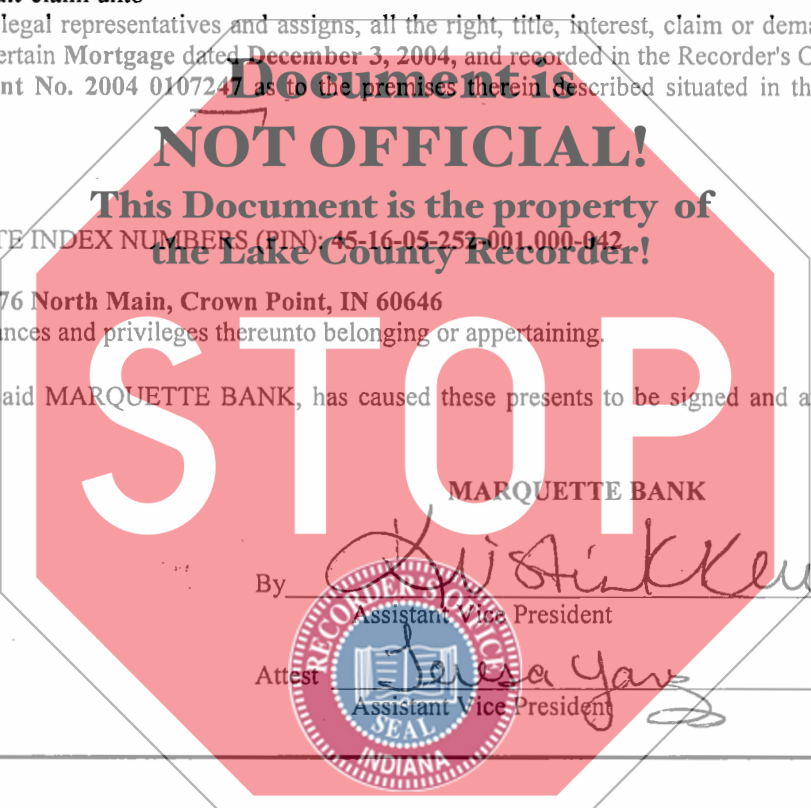 legal representatives and assigns, all the right, title, interest, claim or dema
ertain Mortgage dated December 3, 2004, and recorded in the Recorder's O
nt No. 2004 0107247 as to the premises therein described situated in th
Document is
NOT OFFICIAL!
This Document is the property of
the Lake County Recorder!
TE INDEX NUMBERS (PIN): 45-16-05-252-001.000-042
76 North Main, Crown Point, IN 60646
nces and privileges thereunto belonging or appertaining.
STOP
aid MARQUETTE BANK, has caused these presents to be signed and a
MARQUETTE BANK
By
Assistant Vice President
Attest
Teresa
Assistant Vice President
RECORDER'S OFFICE
SEAL
INDIANA